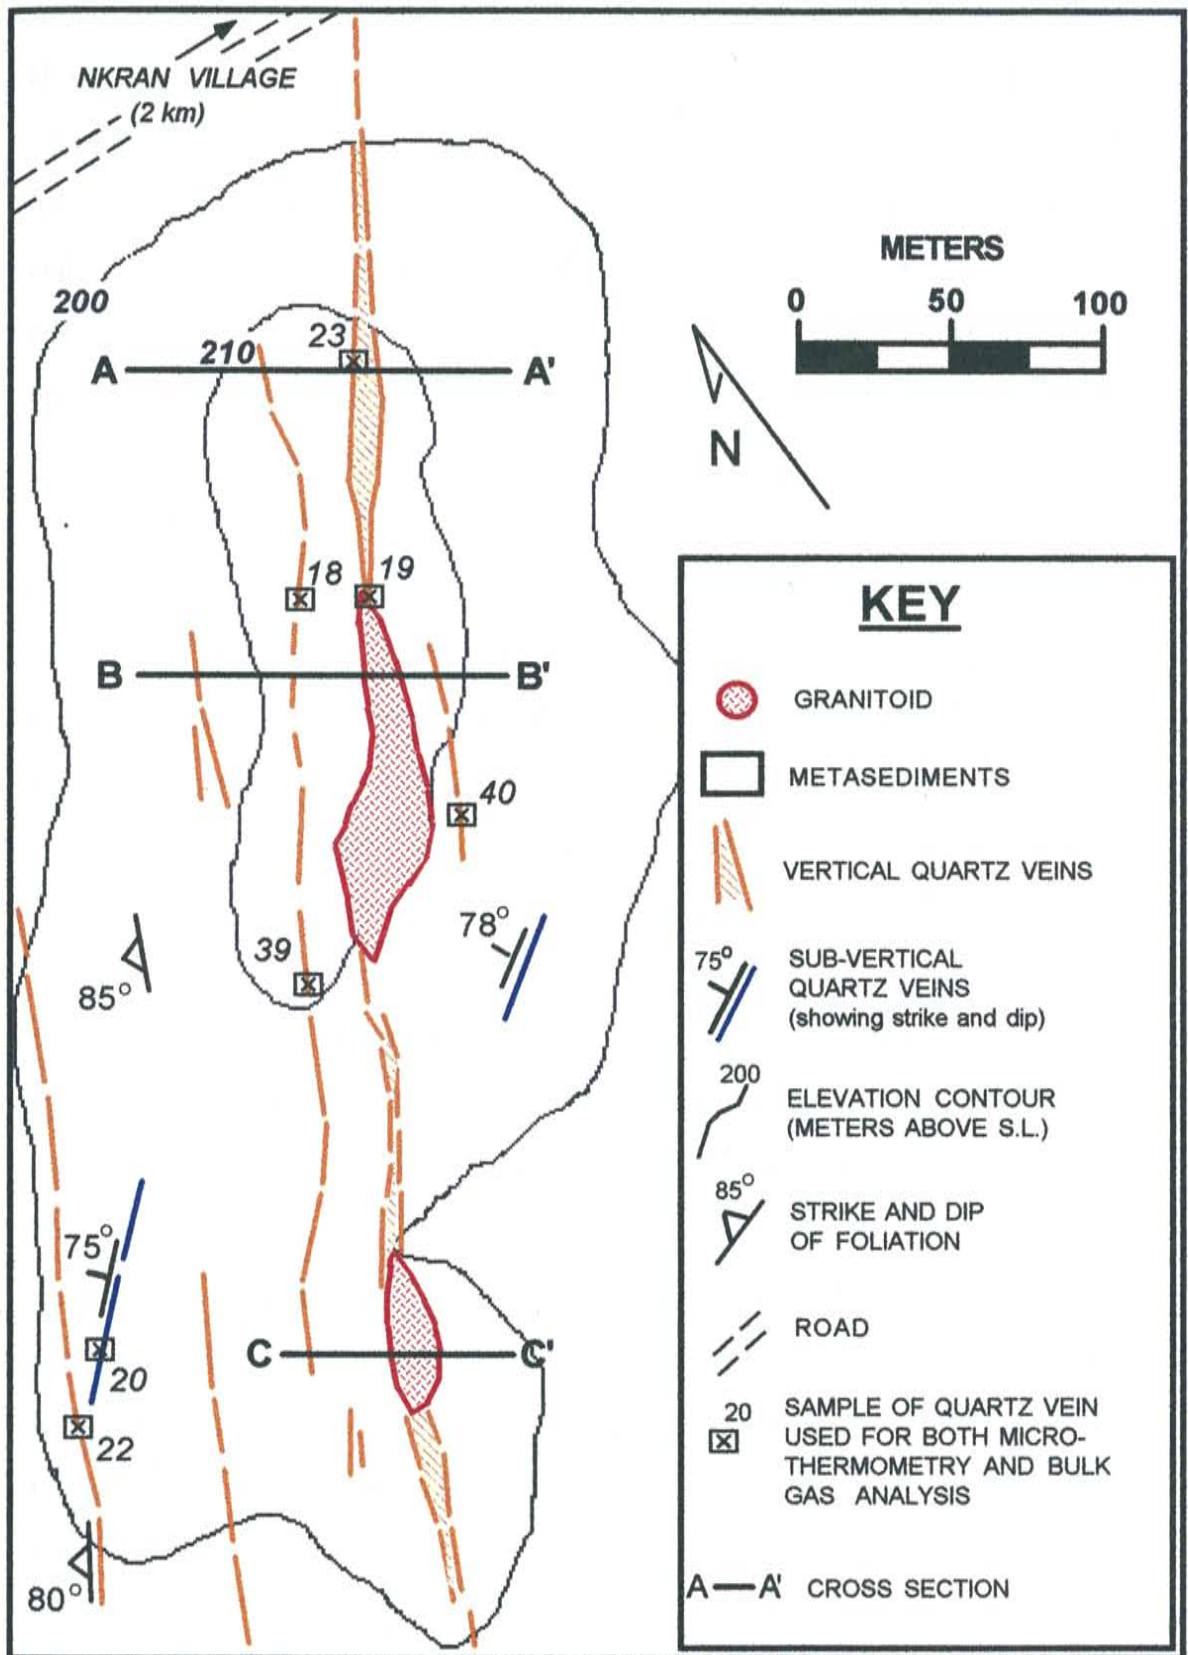 NKRAN VILLAGE
(2 km)
200
210
23
A
A'
METERS
0 50 100
N
18
19
B
B'
40
39
78°
85°
75°
20
22
C
C'
80°
KEY
GRANITOID
METASEDIMENTS
VERTICAL QUARTZ VEINS
75°
SUB-VERTICAL
QUARTZ VEINS
(showing strike and dip)
200
ELEVATION CONTOUR
(METERS ABOVE S.L.)
85°
STRIKE AND DIP
OF FOLIATION
ROAD
20
SAMPLE OF QUARTZ VEIN
USED FOR BOTH MICRO-
THERMOMETRY AND BULK
GAS ANALYSIS
A — A' CROSS SECTION